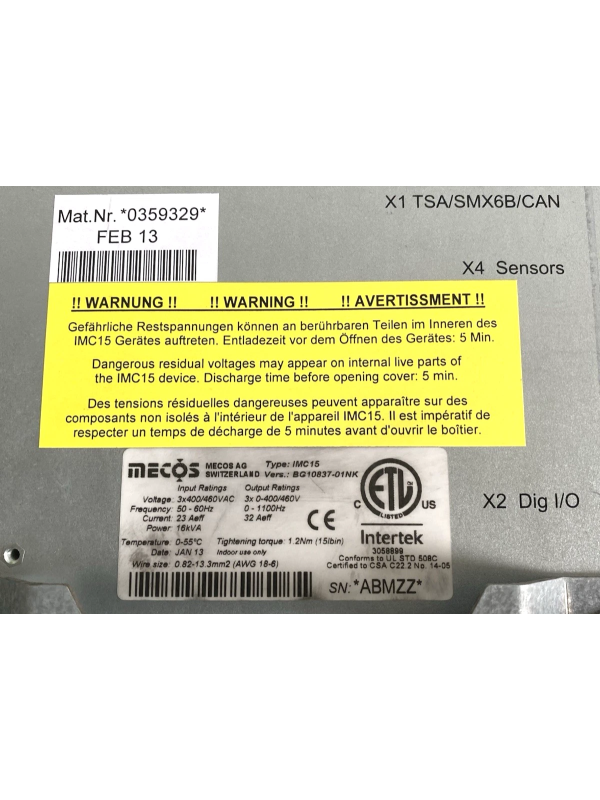 X1 TSA/SMX6B/CAN
Mat.Nr. *0359329*
FEB 13
X4 Sensors
!! WARNUNG !! !! WARNING !! !! AVERTISSMENT !!
Gefährliche Restspannungen können an berührbaren Teilen im Inneren des
IMC15 Gerätes auftreten. Entladezeit vor dem Öffnen des Gerätes: 5 Min.
Dangerous residual voltages may appear on internal live parts of
the IMC15 device. Discharge time before opening cover: 5 min.
Des tensions résiduelles dangereuses peuvent apparaître sur des
composants non isolés à l'intérieur de l'appareil IMC15. Il est impératif de
respecter un temps de décharge de 5 minutes avant d'ouvrir le boîtier.
mecos MECOS AG Type: IMC15
SWITZERLAND Vers.: BG10837-01NK
Input Ratings Output Ratings
Voltage: 3x400/460VAC 3x 0-400/460V
Frequency: 50 - 60Hz 0 - 1100Hz
Current: 23 Aeff 32 Aeff
Power: 16kVA
CE
Temperature: 0-55°C Tightening torque: 1.2Nm (15lbin)
Date: JAN 13 Indoor use only
Wire size: 0.82-13.3mm2 (AWG 18-6)
ETL
C US
LISTED
Intertek
3058899
Conforms to UL STD 508C
Certified to CSA C22.2 No. 14-05
SN: *ABMZZ*
X2 Dig I/O